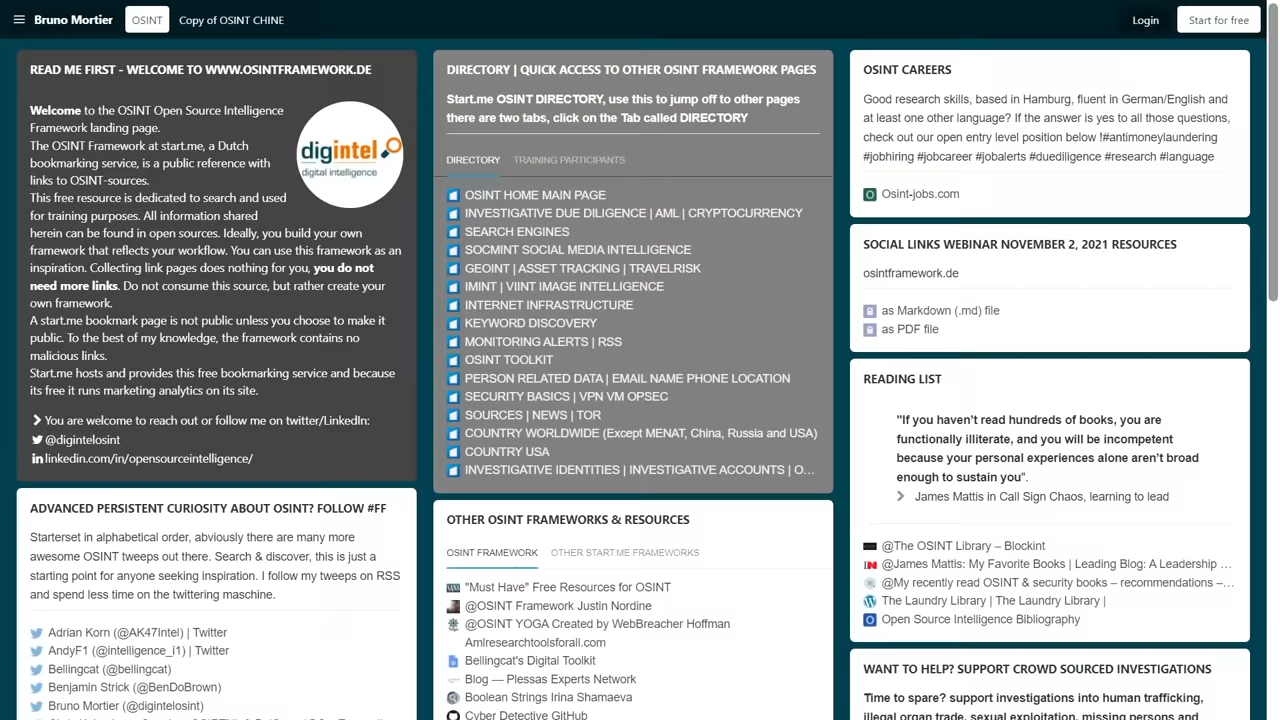 Bruno Mortier
OSINT
Copy of OSINT CHINE
Login
Start for free
READ ME FIRST - WELCOME TO WWW.OSINTFRAMEWORK.DE
Welcome to the OSINT Open Source Intelligence
Framework landing page.
The OSINT Framework at start.me, a Dutch
bookmarking service, is a public reference with
links to OSINT-sources.
This free resource is dedicated to search and used
for training purposes. All information shared
herein can be found in open sources. Ideally, you build your own
framework that reflects your workflow. You can use this framework as an
inspiration. Collecting link pages does nothing for you, you do not
need more links. Do not consume this source, but rather create your
own framework.
A start.me bookmark page is not public unless you choose to make it
public. To the best of my knowledge, the framework contains no
malicious links.
Start.me hosts and provides this free bookmarking service and because
its free it runs marketing analytics on its site.
You are welcome to reach out or follow me on twitter/LinkedIn:
@digintelosint
linkedin.com/in/opensourceintelligence/
digintel
digital intelligence
ADVANCED PERSISTENT CURIOSITY ABOUT OSINT? FOLLOW #FF
Starterset in alphabetical order, abviously there are many more
awesome OSINT tweeps out there. Search & discover, this is just a
starting point for anyone seeking inspiration. I follow my tweeps on RSS
and spend less time on the twittering maschine.
Adrian Korn (@AK47Intel) | Twitter
AndyF1 (@intelligence_i1) | Twitter
Bellingcat (@bellingcat)
Benjamin Strick (@BenDoBrown)
Bruno Mortier (@digintelosint)
DIRECTORY | QUICK ACCESS TO OTHER OSINT FRAMEWORK PAGES
Start.me OSINT DIRECTORY, use this to jump off to other pages
there are two tabs, click on the Tab called DIRECTORY
DIRECTORY
TRAINING PARTICIPANTS
OSINT HOME MAIN PAGE
INVESTIGATIVE DUE DILIGENCE | AML | CRYPTOCURRENCY
SEARCH ENGINES
SOCMINT SOCIAL MEDIA INTELLIGENCE
GEOINT | ASSET TRACKING | TRAVELRISK
IMINT | VIINT IMAGE INTELLIGENCE
INTERNET INFRASTRUCTURE
KEYWORD DISCOVERY
MONITORING ALERTS | RSS
OSINT TOOLKIT
PERSON RELATED DATA | EMAIL NAME PHONE LOCATION
SECURITY BASICS | VPN VM OPSEC
SOURCES | NEWS | TOR
COUNTRY WORLDWIDE (Except MENAT, China, Russia and USA)
COUNTRY USA
INVESTIGATIVE IDENTITIES | INVESTIGATIVE ACCOUNTS | O...
OTHER OSINT FRAMEWORKS & RESOURCES
OSINT FRAMEWORK
OTHER START.ME FRAMEWORKS
"Must Have" Free Resources for OSINT
@OSINT Framework Justin Nordine
@OSINT YOGA Created by WebBreacher Hoffman
Amlresearchtoolsforall.com
Bellingcat's Digital Toolkit
Blog — Plessas Experts Network
Boolean Strings Irina Shamaeva
Cyber Detective GitHub
OSINT CAREERS
Good research skills, based in Hamburg, fluent in German/English and
at least one other language? If the answer is yes to all those questions,
check out our open entry level position below !#antimoneylaundering
#jobhiring #jobcareer #jobalerts #duediligence #research #language
Osint-jobs.com
SOCIAL LINKS WEBINAR NOVEMBER 2, 2021 RESOURCES
osintframework.de
as Markdown (.md) file
as PDF file
READING LIST
"If you haven't read hundreds of books, you are
functionally illiterate, and you will be incompetent
because your personal experiences alone aren't broad
enough to sustain you".
James Mattis in Call Sign Chaos, learning to lead
@The OSINT Library – Blockint
@James Mattis: My Favorite Books | Leading Blog: A Leadership ...
@My recently read OSINT & security books – recommendations –...
The Laundry Library | The Laundry Library |
Open Source Intelligence Bibliography
WANT TO HELP? SUPPORT CROWD SOURCED INVESTIGATIONS
Time to spare? support investigations into human trafficking,
illegal organ trade, sexual exploitation, missing persons and